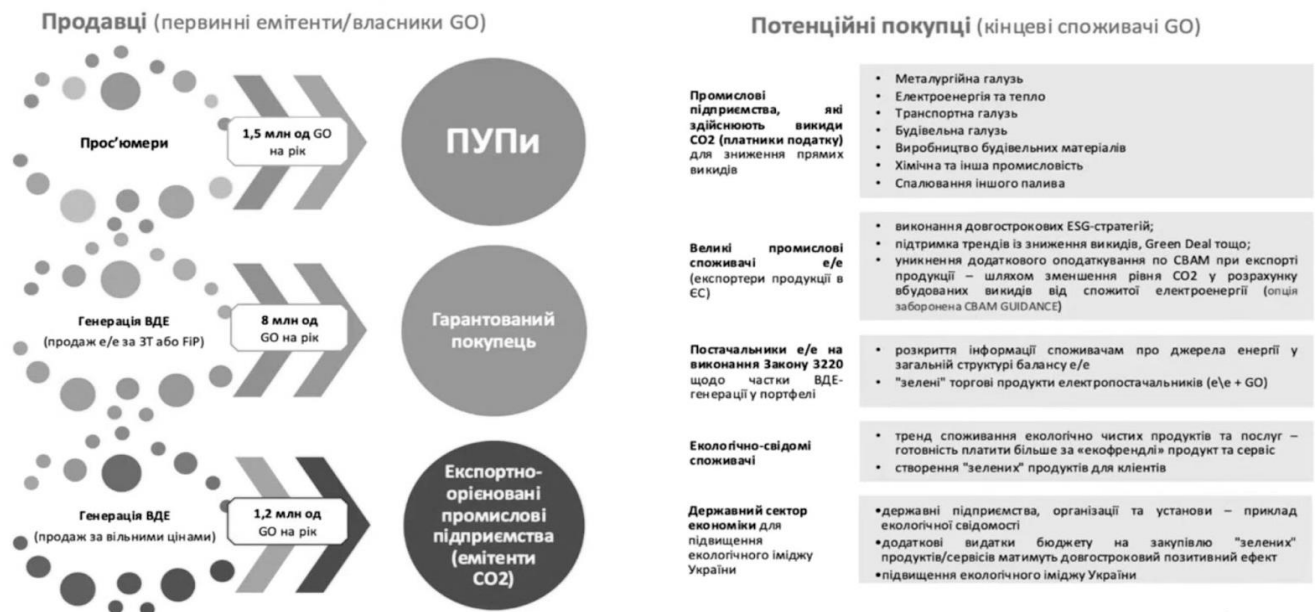 Продавці (первинні емітенти/власники GO)
Прос'юмери
1,5 млн од GO
на рік
ПУПи
Генерація ВДЕ
(продаж е/е за ЗТ або FiP)
8 млн од
GO на рік
Гарантований
покупець
Генерація ВДЕ
(продаж за вільними цінами)
1,2 млн од
GO на рік
Експортно-
орієновані
промислові
підприємства
(емітенти
СО2)
Потенційні покупці (кінцеві споживачі GO)
Промислові
підприємства, які
здійснюють викиди
СО2 (платники податку)
для зниження прямих
викидів
• Металургійна галузь
• Електроенергія та тепло
• Транспортна галузь
• Будівельна галузь
• Виробництво будівельних матеріалів
• Хімічна та інша промисловість
• Спалювання іншого палива
Великі промислові
споживачі е/е
(експортери продукції в
ЄС)
• виконання довгострокових ESG-стратегій;
• підтримка трендів із зниження викидів, Green Deal тощо;
• уникнення додаткового оподаткування по СВАМ при експорті
продукції – шляхом зменшення рівня СО2 у розрахунку
вбудованих викидів від спожитої електроенергії (опція
заборонена CBAM GUIDANCE)
Постачальники е/е на
виконання Закону 3220
щодо частки ВДЕ-
генерації у портфелі
• розкриття інформації споживачам про джерела енергії у
загальній структурі балансу е/е
• "зелені" торгові продукти електропостачальників (е\е + GO)
Екологічно-свідомі
споживачі
• тренд споживання екологічно чистих продуктів та послуг –
готовність платити більше за «екофрендлі» продукт та сервіс
• створення "зелених" продуктів для клієнтів
Державний сектор
економіки для
підвищення
екологічного іміджу
України
•державні підприємства, організації та установи – приклад
екологічної свідомості
•додаткові видатки бюджету на закупівлю "зелених"
продуктів/сервісів матимуть довгостроковий позитивний ефект
•підвищення екологічного іміджу України